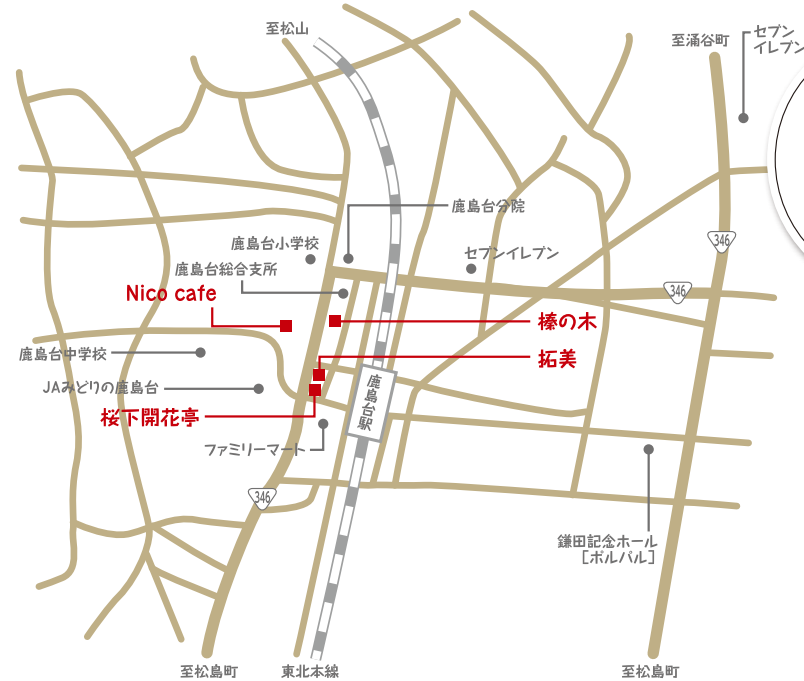 至松山
至涌谷町
セブン
イレブン
鹿島台分院
346
鹿島台小学校
セブンイレブン
鹿島台総合支所
346
Nico cafe
榛の木
鹿島台中学校
拓美
JAみどりの鹿島台
鹿島台駅
桜下開花亭
ファミリーマート
346
鎌田記念ホール
[ボルパル]
至松島町
東北本線
至松島町